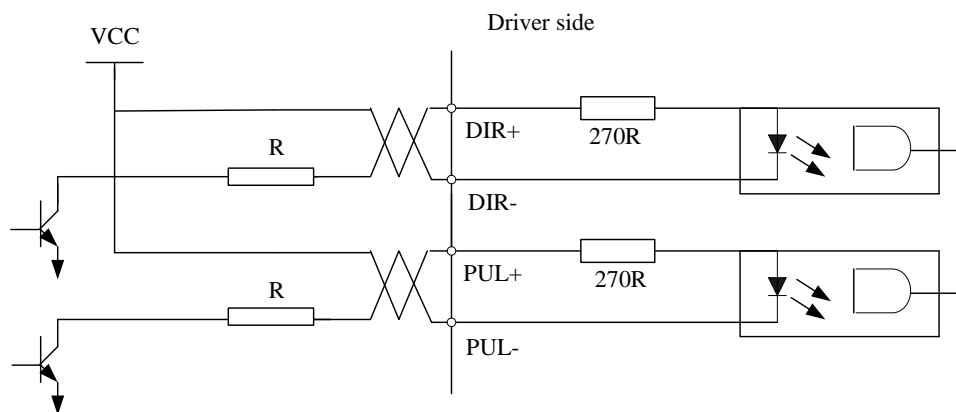 Driver side
VCC
DIR+
R
270R
DIR-
PUL+
R
270R
PUL-